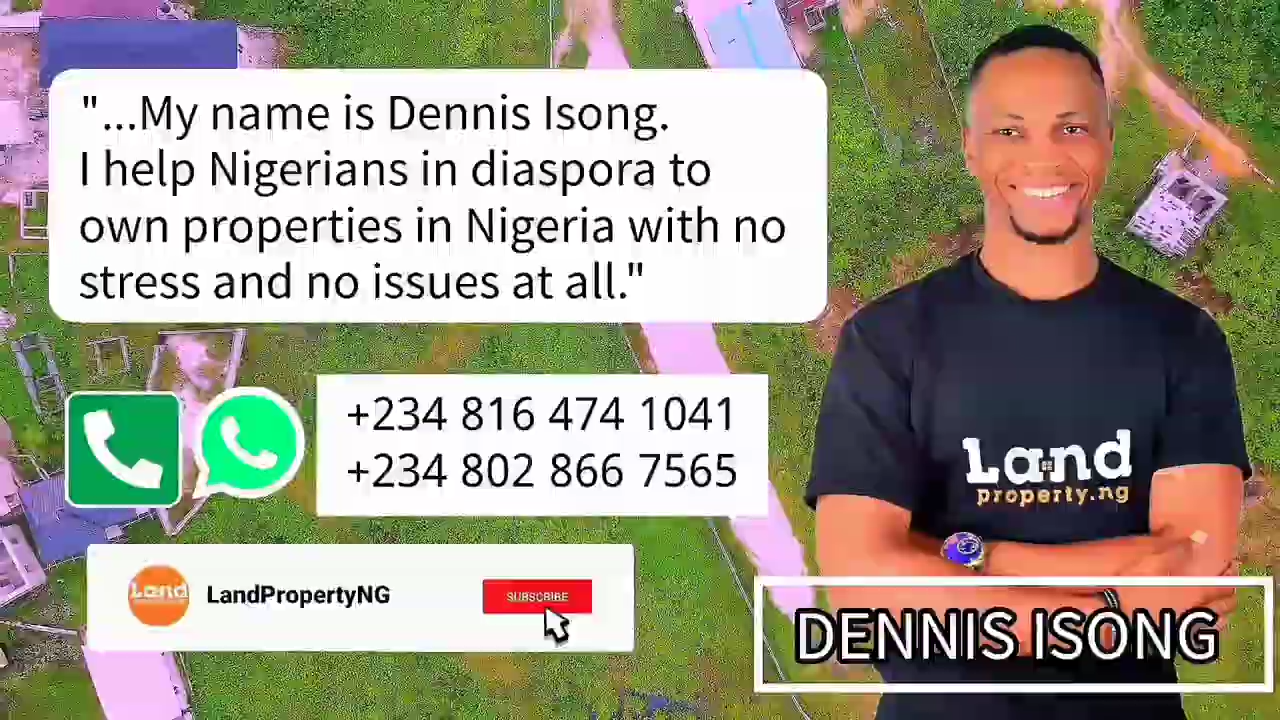 "...My name is Dennis Isong.
I help Nigerians in diaspora to
own properties in Nigeria with no
stress and no issues at all."
+234 816 474 1041
+234 802 866 7565
Land
LandPropertyNG
SUBSCRIBE
Land
property.ng
DENNIS ISONG